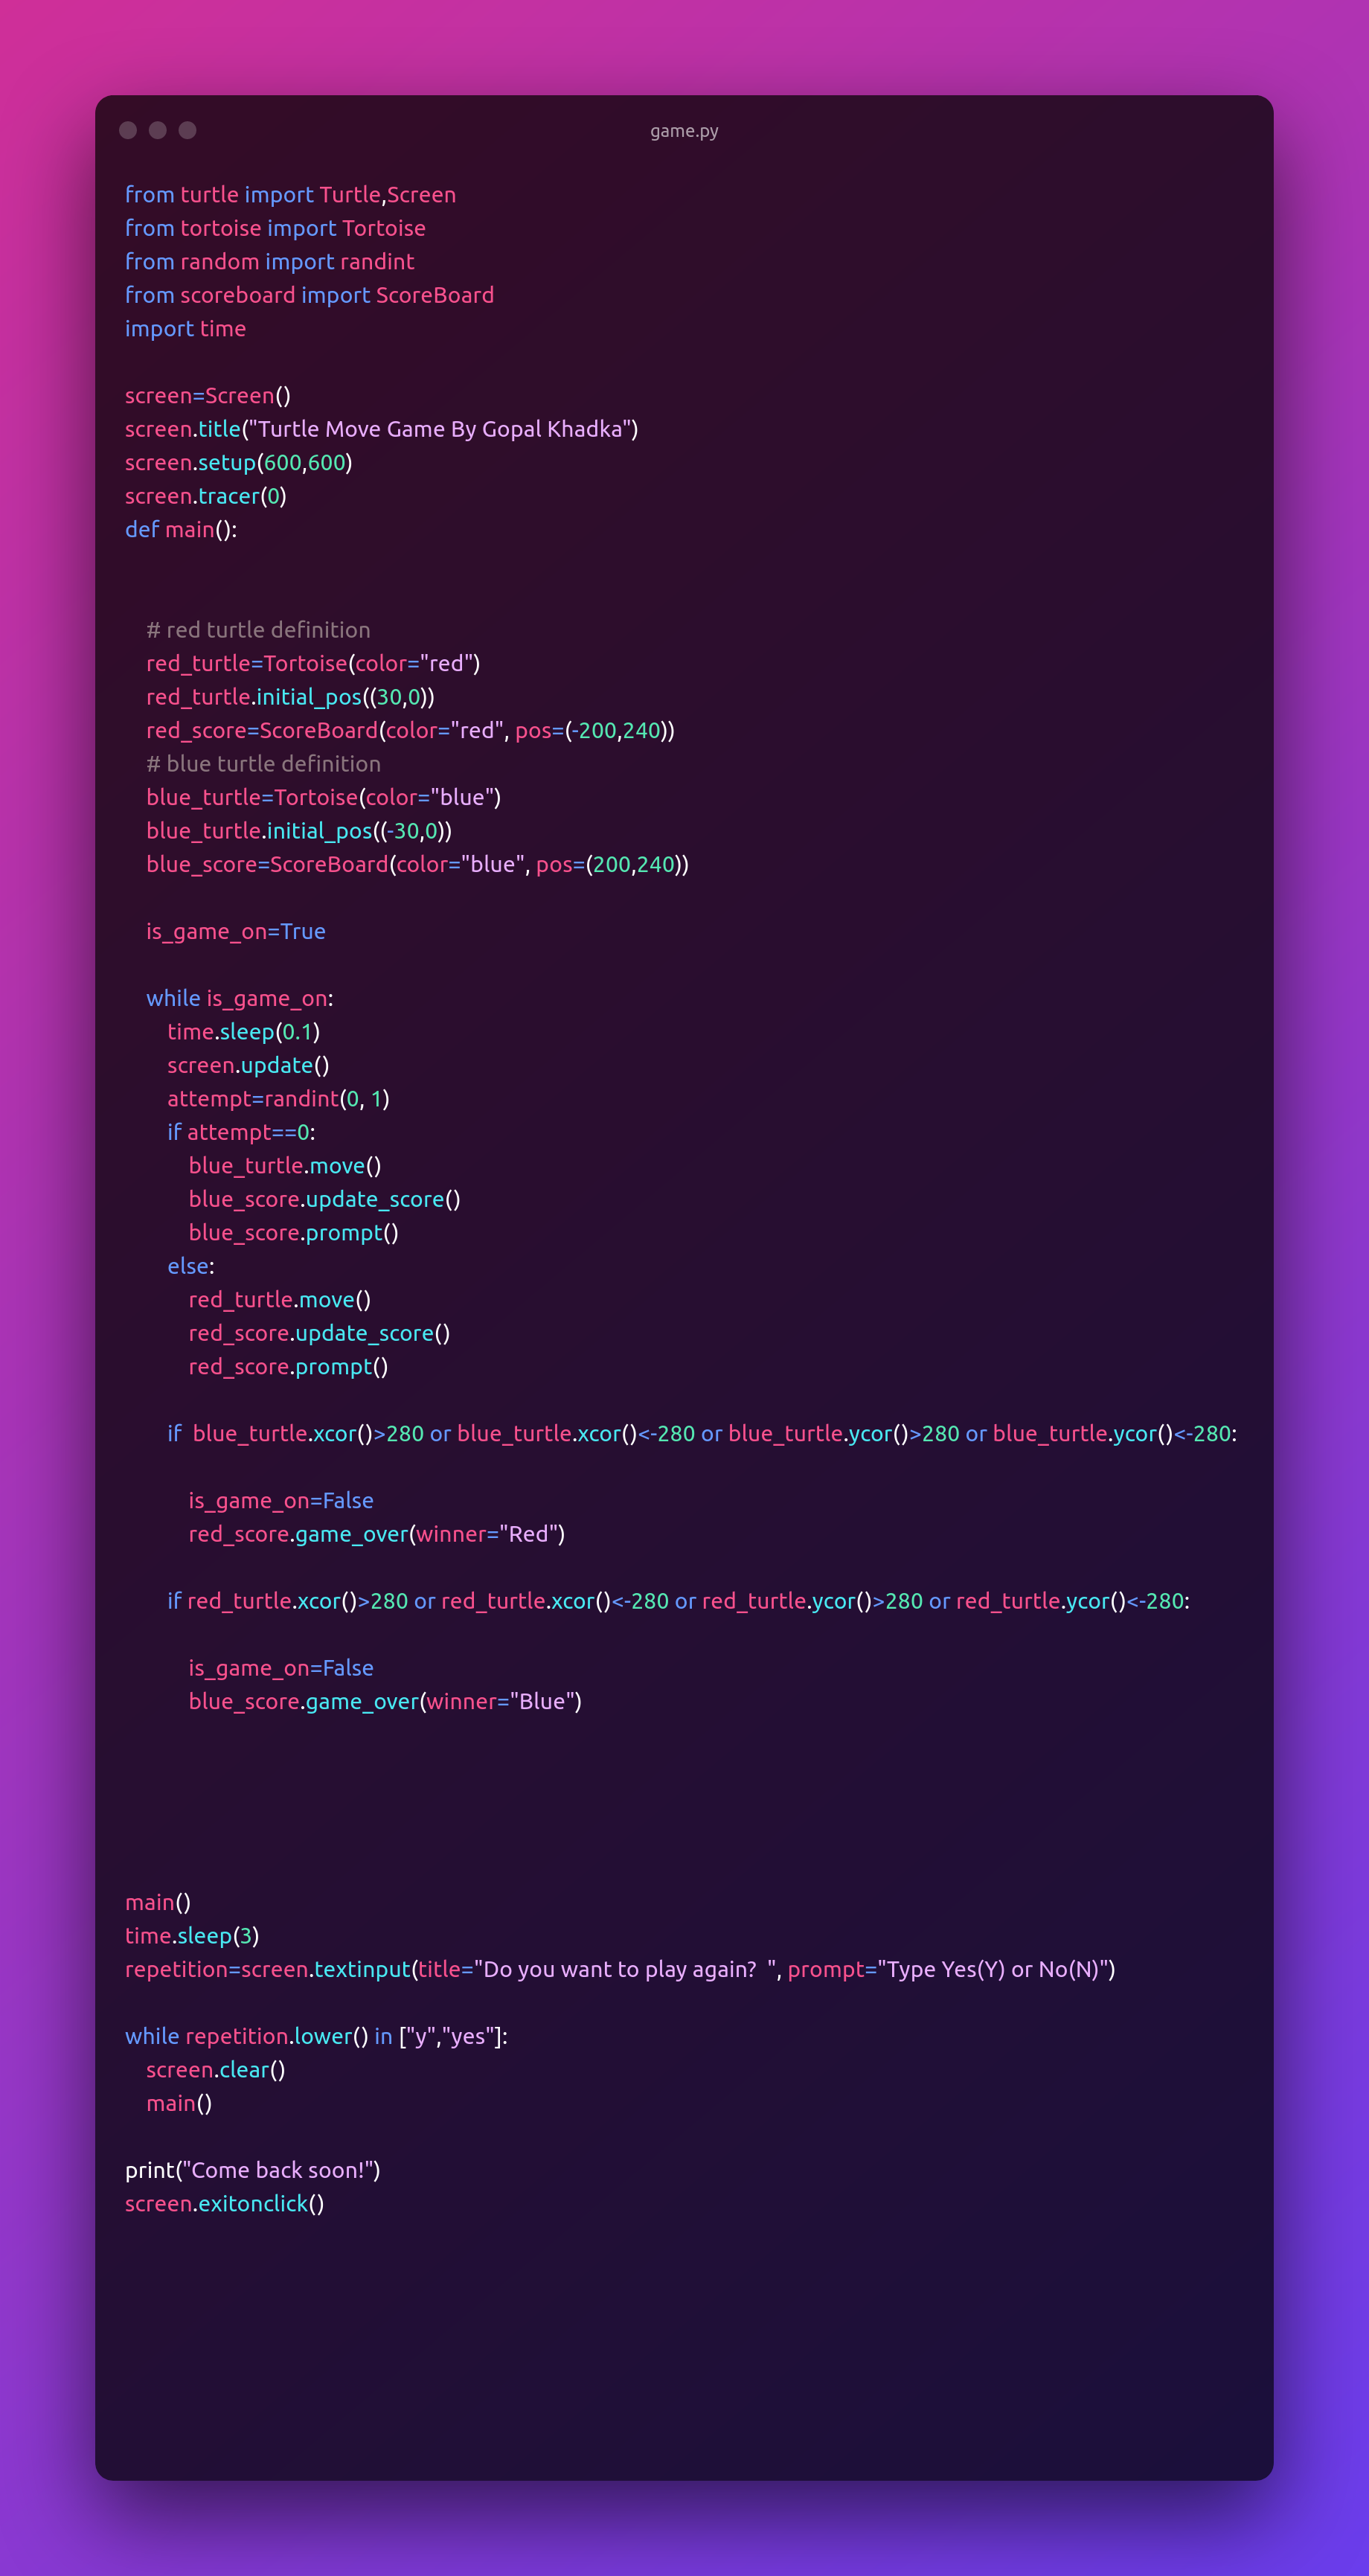 game.py
from turtle import Turtle,Screen
from tortoise import Tortoise
from random import randint
from scoreboard import ScoreBoard
import time
screen=Screen()
screen.title("Turtle Move Game By Gopal Khadka")
screen.setup(600,600)
screen.tracer(0)
def main():
    # red turtle definition
    red_turtle=Tortoise(color="red")
    red_turtle.initial_pos((30,0))
    red_score=ScoreBoard(color="red", pos=(-200,240))
    # blue turtle definition
    blue_turtle=Tortoise(color="blue")
    blue_turtle.initial_pos((-30,0))
    blue_score=ScoreBoard(color="blue", pos=(200,240))
    is_game_on=True
    while is_game_on:
        time.sleep(0.1)
        screen.update()
        attempt=randint(0, 1)
        if attempt==0:
            blue_turtle.move()
            blue_score.update_score()
            blue_score.prompt()
        else:
            red_turtle.move()
            red_score.update_score()
            red_score.prompt()
        if  blue_turtle.xcor()>280 or blue_turtle.xcor()<-280 or blue_turtle.ycor()>280 or blue_turtle.ycor()<-280:
            is_game_on=False
            red_score.game_over(winner="Red")
        if red_turtle.xcor()>280 or red_turtle.xcor()<-280 or red_turtle.ycor()>280 or red_turtle.ycor()<-280:
            is_game_on=False
            blue_score.game_over(winner="Blue")
main()
time.sleep(3)
repetition=screen.textinput(title="Do you want to play again?  ", prompt="Type Yes(Y) or No(N)")
while repetition.lower() in ["y","yes"]:
    screen.clear()
    main()
print("Come back soon!")
screen.exitonclick()